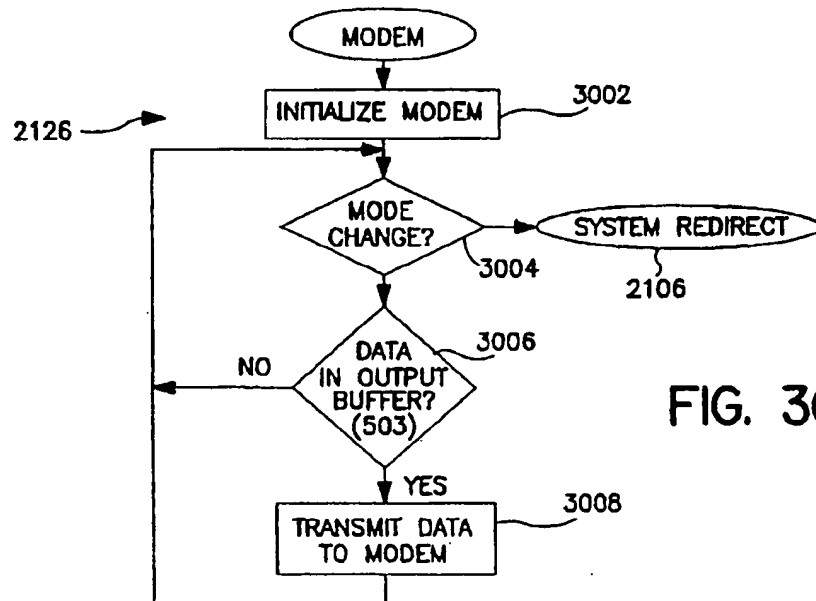 MODEM
INITIALIZE MODEM
3002
2126
MODE
CHANGE?
SYSTEM REDIRECT
3004
2106
DATA
IN OUTPUT
BUFFER?
(503)
3006
NO
FIG.
YES
TRANSMIT DATA
TO MODEM
3008